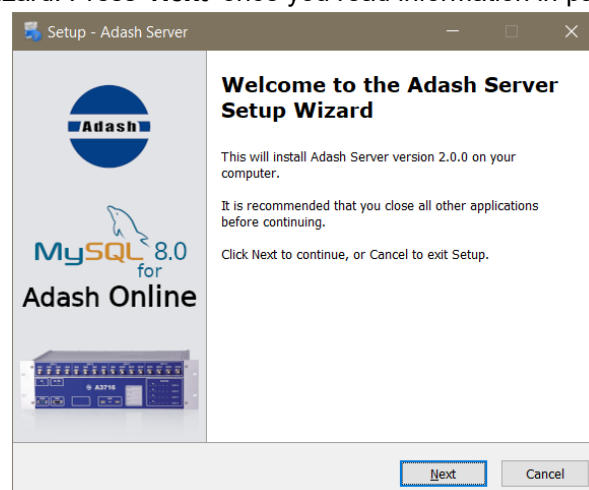 Setup - Adash Server
Welcome to the Adash Server
Setup Wizard
This will install Adash Server version 2.0.0 on your
computer.
It is recommended that you close all other applications
before continuing.
Click Next to continue, or Cancel to exit Setup.
Adash
MySQL 8.0
for
Adash Online
A3716
Next
Cancel